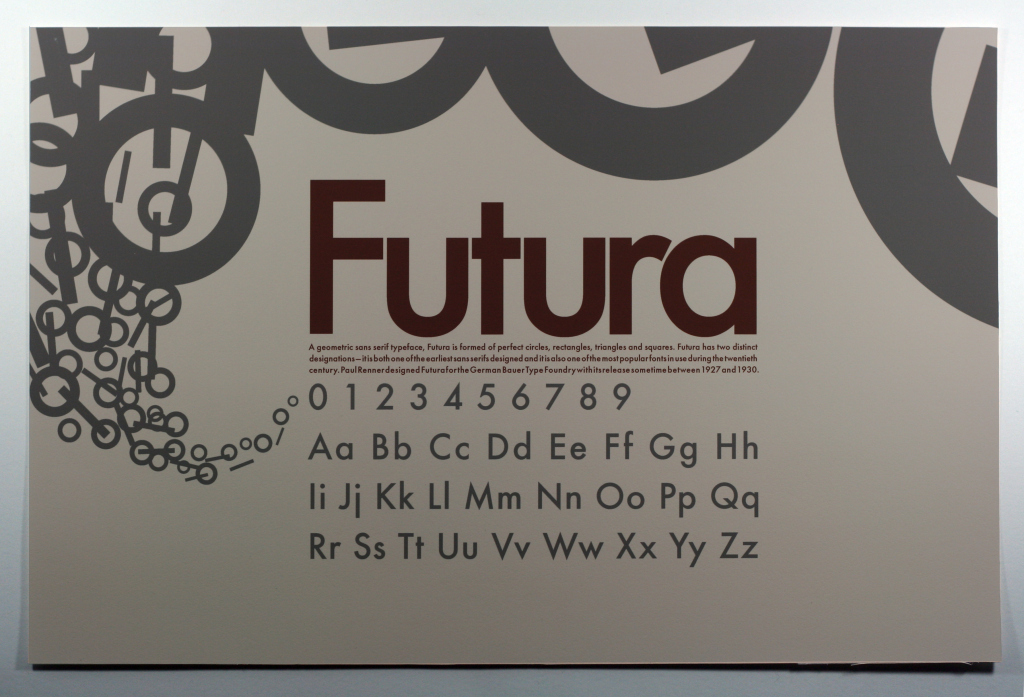 Futura
A geometric sans serif typeface, Futura is formed of perfect circles, rectangles, triangles and squares. Futura has two distinct
designations—it is both one of the earliest sans serifs designed and it is also one of the most popular fonts in use during the twentieth
century. Paul Renner designed Futura for the German Bauer Type Foundry with its release sometime between 1927 and 1930.
0 1 2 3 4 5 6 7 8 9
Aa Bb Cc Dd Ee Ff Gg Hh
Ii Jj Kk Ll Mm Nn Oo Pp Qq
Rr Ss Tt Uu Vv Ww Xx Yy Zz